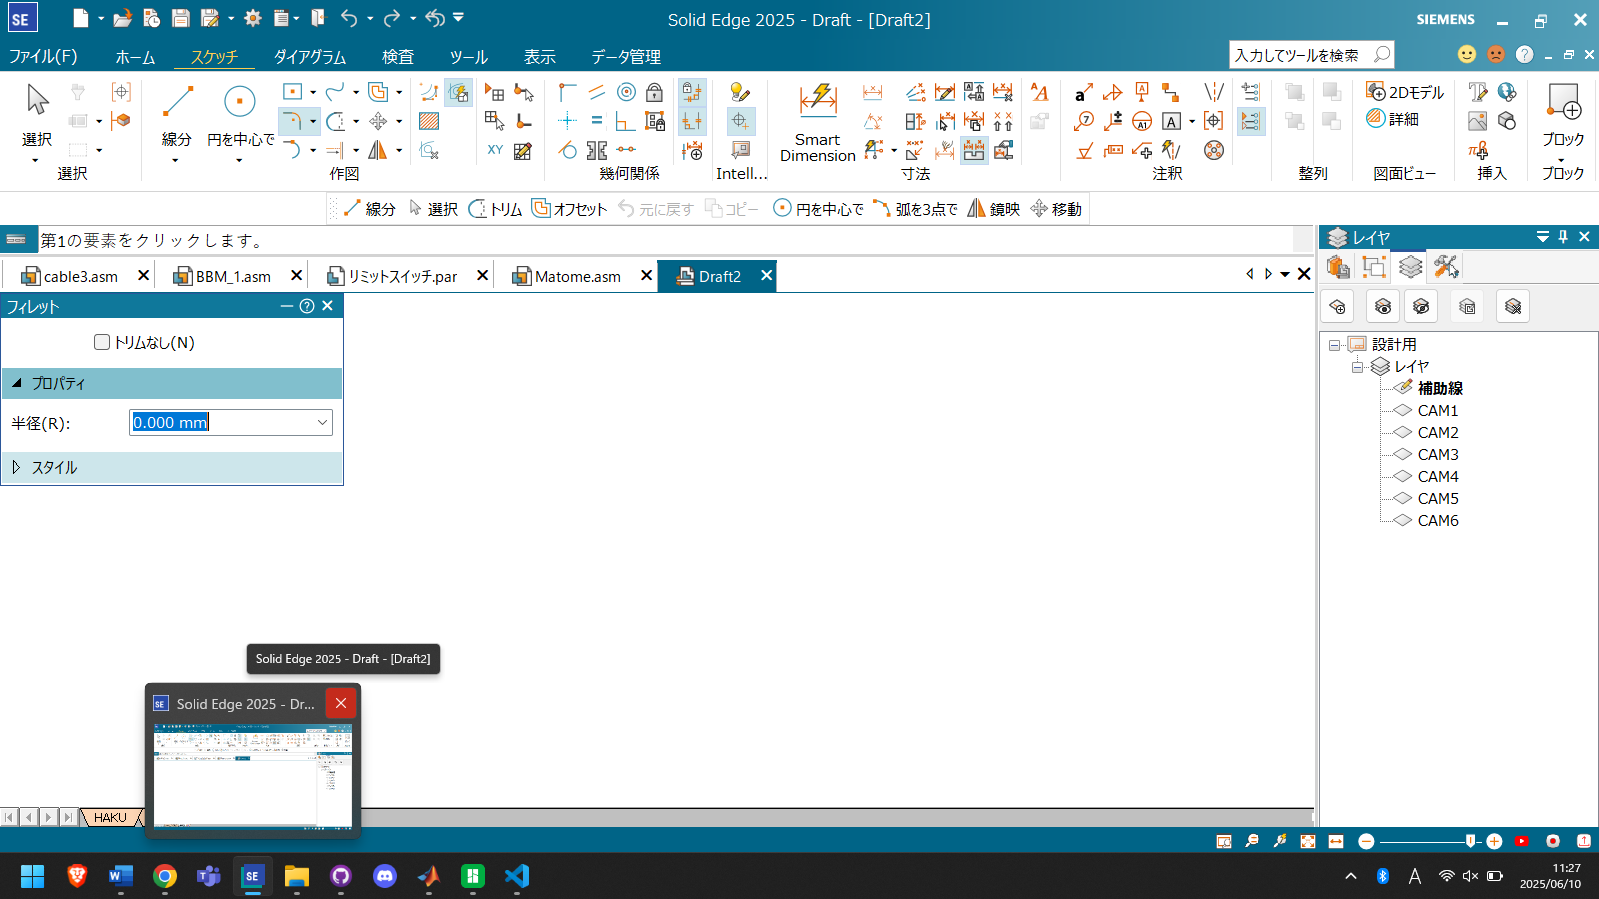 SE
Solid Edge 2025 - Draft - [Draft2]
SIEMENS
ファイル(F)
ホーム
スケッチ
ダイアグラム
検査
ツール
表示
データ管理
入力してツールを検索
選択
選択
線分
円を中心で
作図
XY
幾何関係
Intell...
Smart
Dimension
寸法
注釈
整列
2Dモデル
詳細
図面ビュー
挿入
ブロック
ブロック
線分
選択
トリム
オフセット
元に戻す
コピー
円を中心で
弧を3点で
鏡映
移動
第1の要素をクリックします。
レイヤ
cable3.asm
BBM_1.asm
リミットスイッチ.par
Matome.asm
Draft2
フィレット
トリムなし(N)
プロパティ
半径(R):
0.000 mm
スタイル
設計用
レイヤ
補助線
CAM1
CAM2
CAM3
CAM4
CAM5
CAM6
Solid Edge 2025 - Draft - [Draft2]
SE
Solid Edge 2025 - Dr...
HAKU
SE
A
11:27
2025/06/10